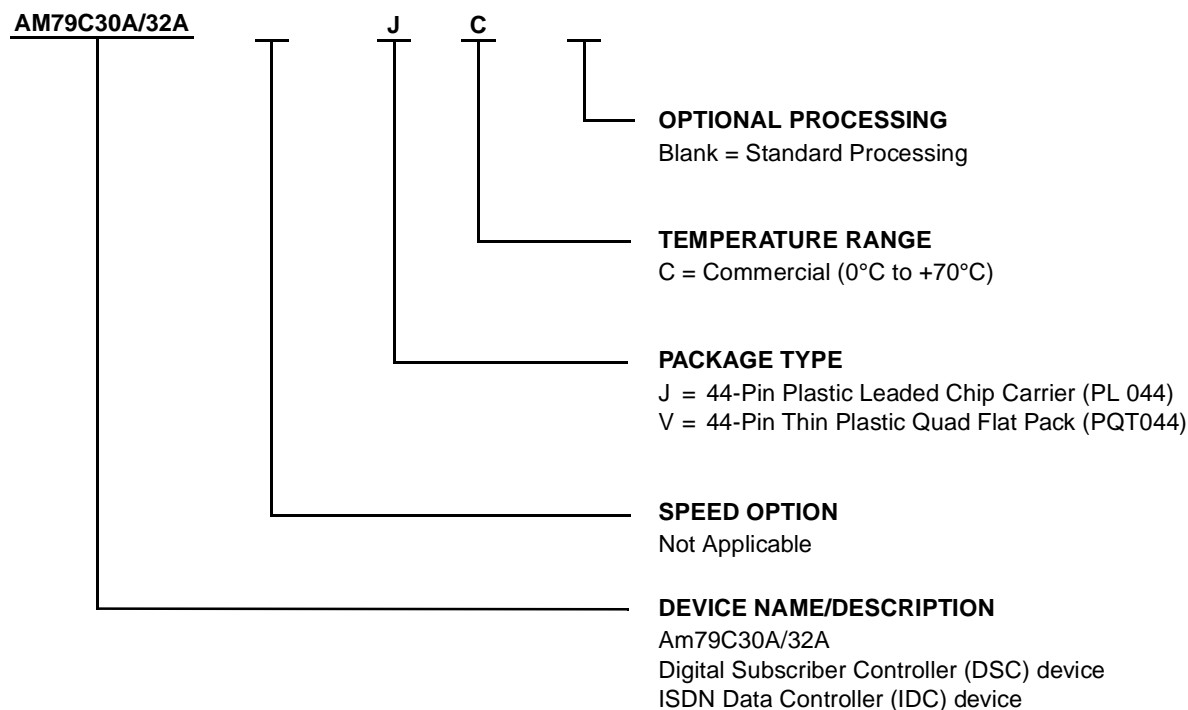 AM79C30A/32A J C
OPTIONAL PROCESSING
Blank = Standard Processing
TEMPERATURE RANGE
C = Commercial (0°C to +70°C)
PACKAGE TYPE
J = 44-Pin Plastic Leaded Chip Carrier (PL 044)
V = 44-Pin Thin Plastic Quad Flat Pack (PQT044)
SPEED OPTION
Not Applicable
DEVICE NAME/DESCRIPTION
Am79C30A/32A
Digital Subscriber Controller (DSC) device
ISDN Data Controller (IDC) device